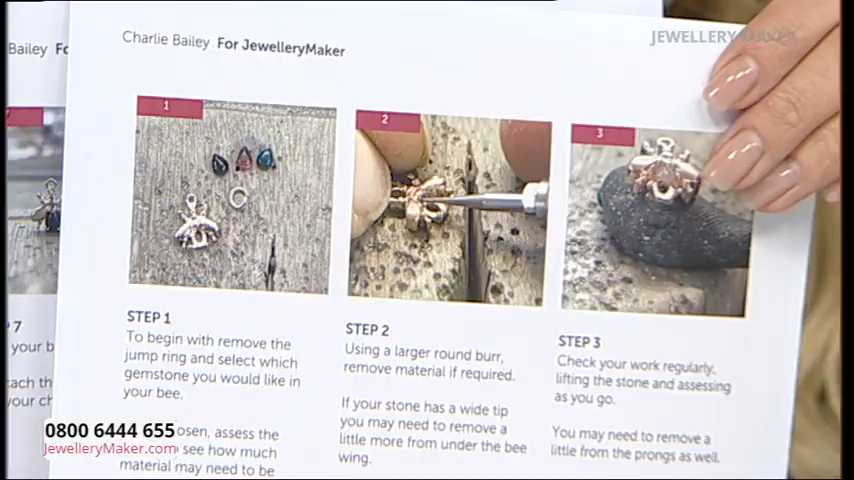 JEWELLERYMAKER
Bailey Fo
Charlie Bailey For JewelleryMaker
1
2
3
STEP 1
To begin with remove the
jump ring and select which
gemstone you would like in
your bee.
osen, assess the
see how much
material may need to be
STEP 2
Using a larger round burr,
remove material if required.
If your stone has a wide tip
you may need to remove a
little more from under the bee
wing.
STEP 3
Check your work regularly,
lifting the stone and assessing
as you go.
You may need to remove a
little from the prongs as well.
7
your b
ach th
your ch
0800 6444 655
JewelleryMaker.com